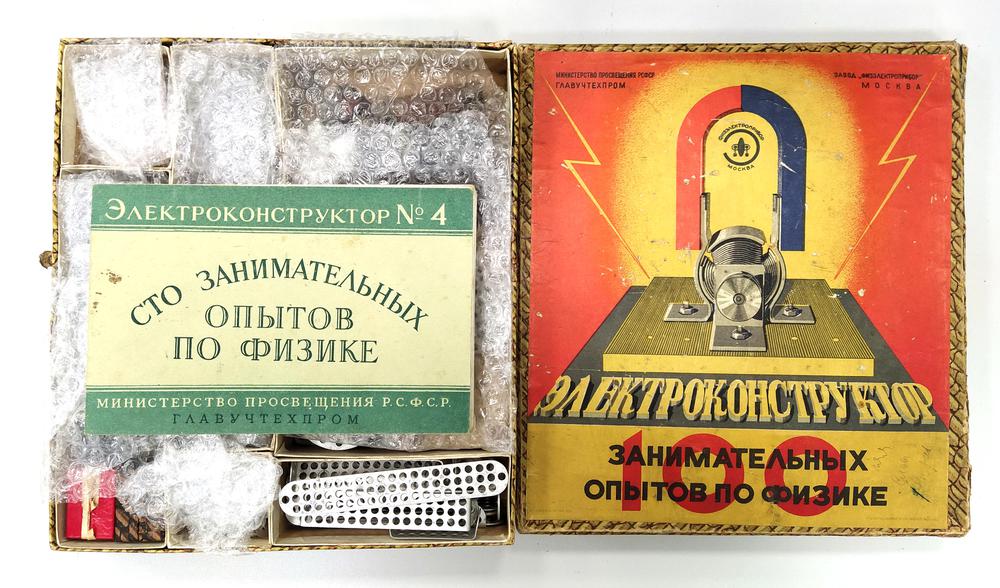 Электроконструктор № 4
СТО ЗАНИМАТЕЛЬНЫХ
ОПЫТОВ
ПО ФИЗИКЕ
МИНИСТЕРСТВО ПРОСВЕЩЕНИЯ Р.С.Ф.С.Р.
ГЛАВУЧТЕХПРОМ
МИНИСТЕРСТВО ПРОСВЕЩЕНИЯ РСФСР
ГЛАВУЧТЕХПРОМ
ЗАВОД „ФИЗЭЛЕКТРОПРИБОР“
МОСКВА
ФИЗЭЛЕКТРОПРИБОР
МОСКВА
ЭЛЕКТРОКОНСТРУКТОР
100
ЗАНИМАТЕЛЬНЫХ
ОПЫТОВ ПО ФИЗИКЕ